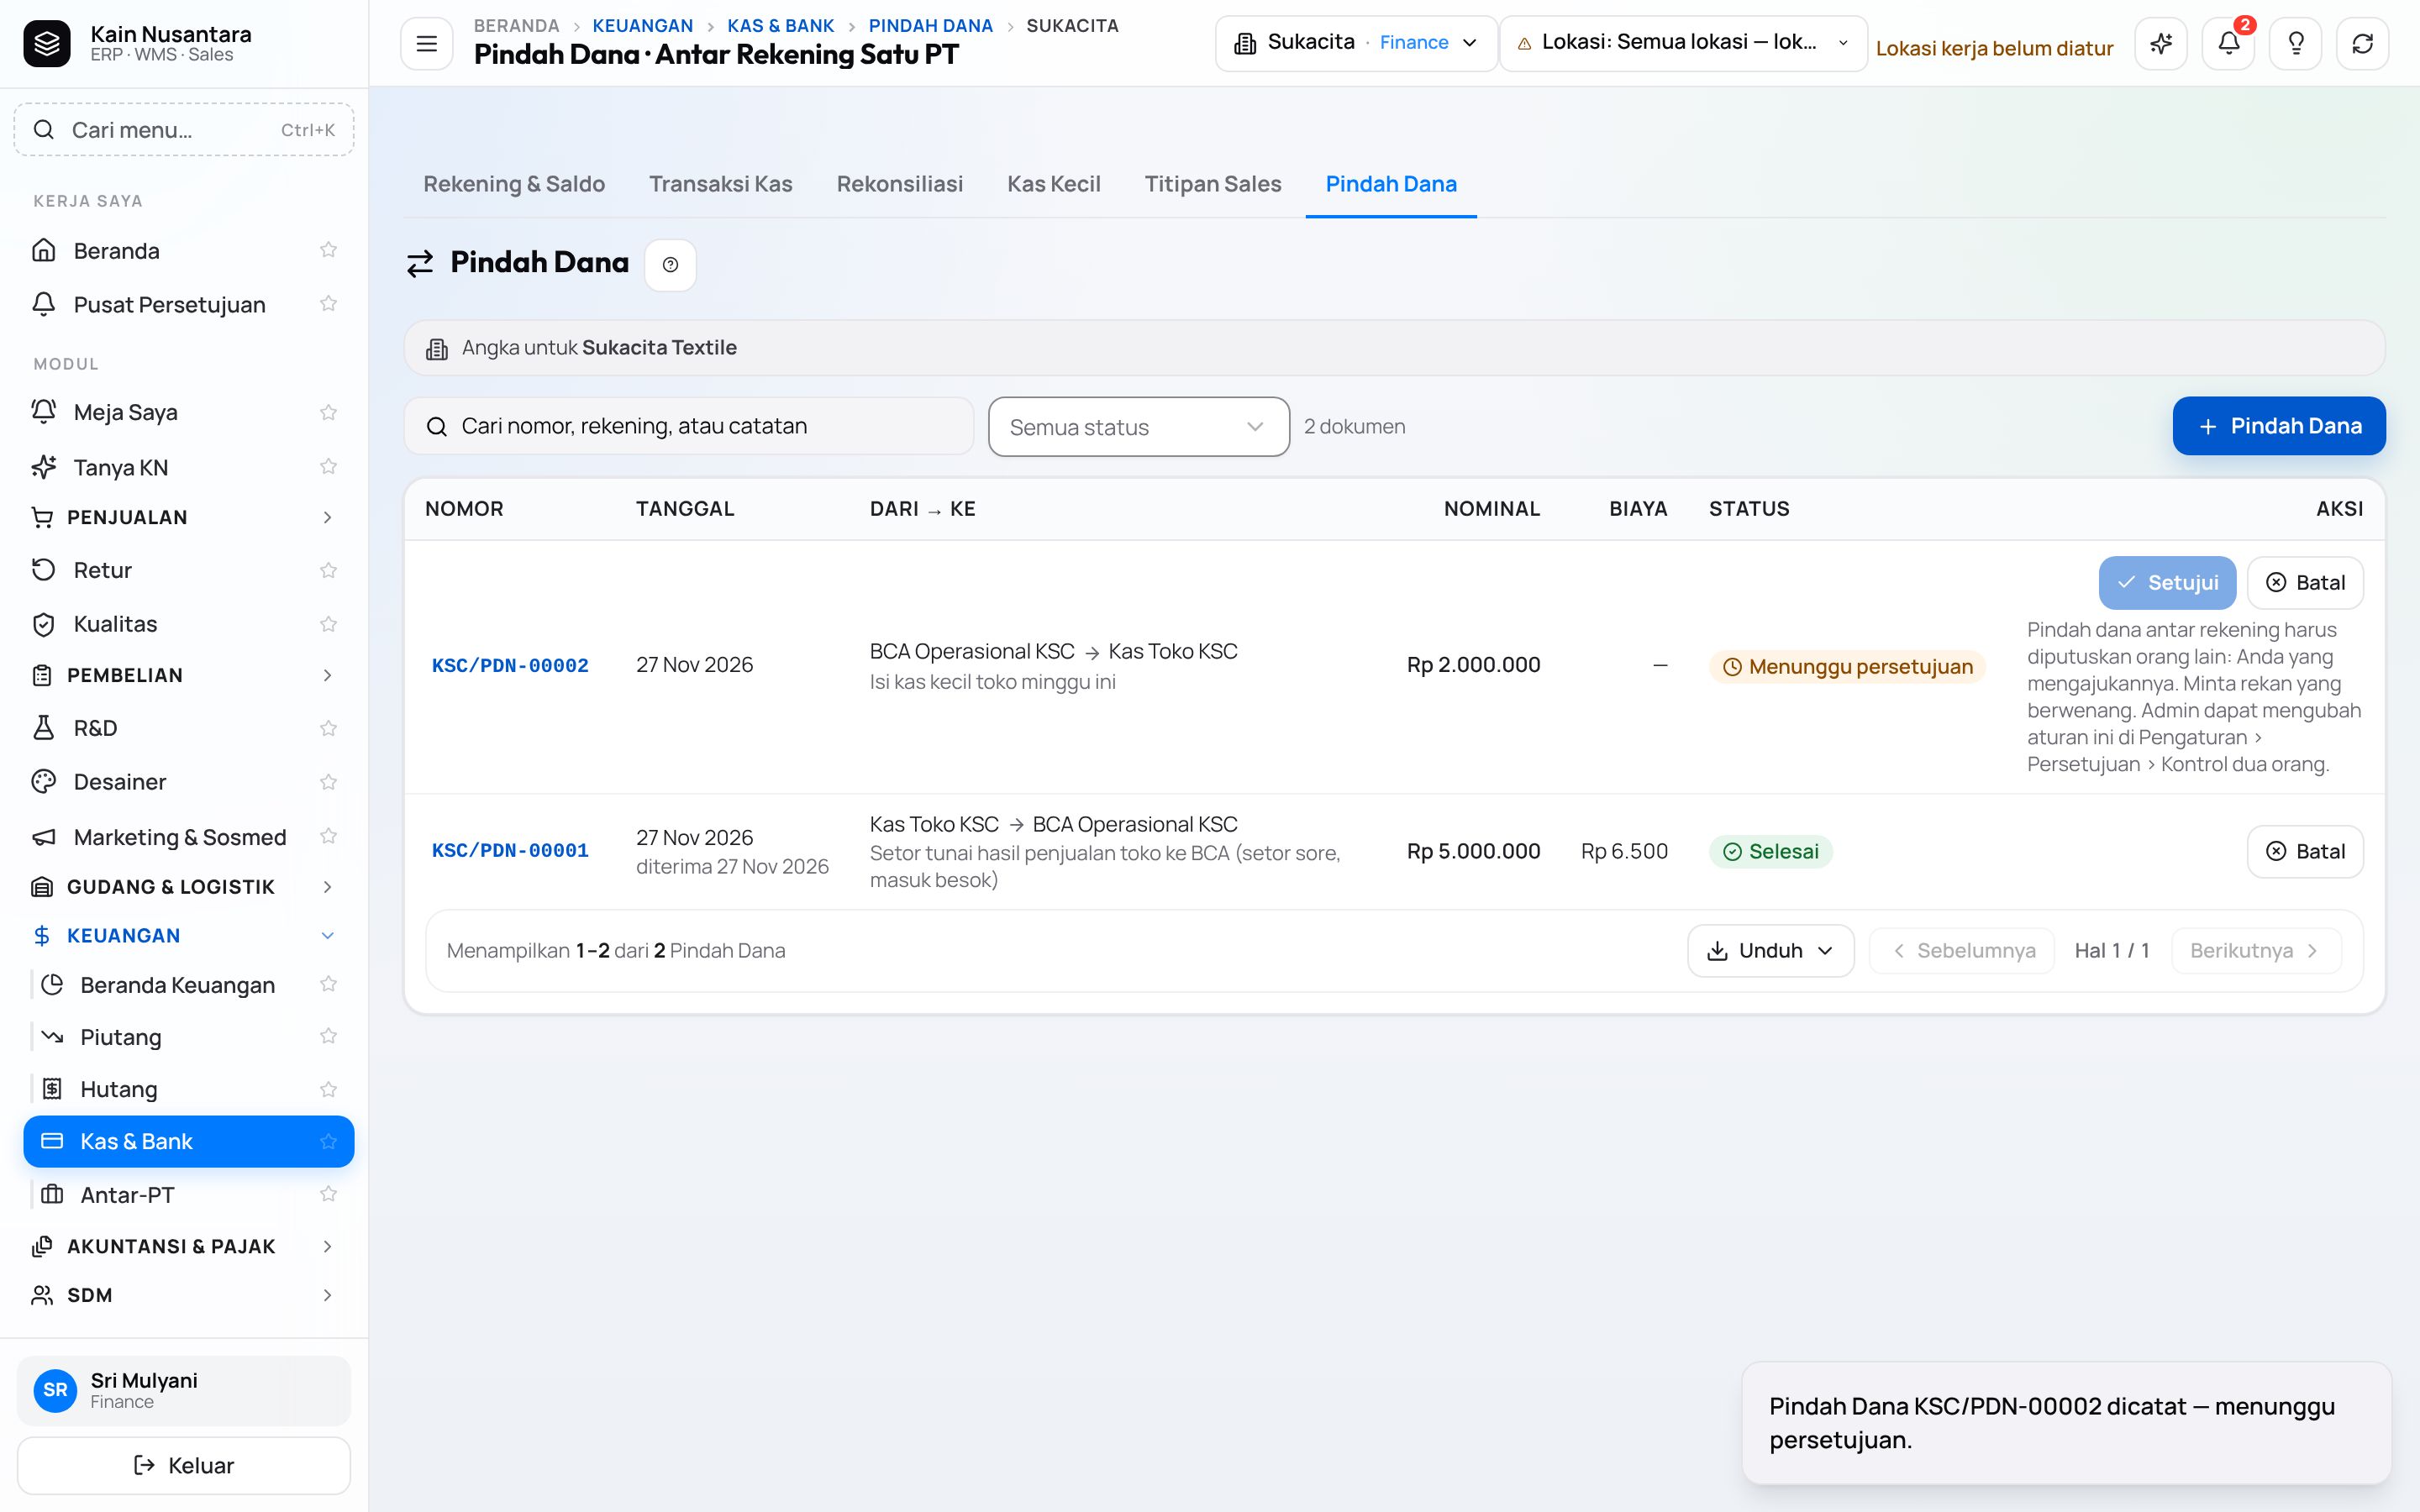 Kain Nusantara
ERP · WMS · Sales
Cari menu...
Ctrl+K
KERJA SAYA
Beranda
Pusat Persetujuan
MODUL
Meja Saya
Tanya KN
PENJUALAN
Retur
Kualitas
PEMBELIAN
R&D
Desainer
Marketing & Sosmed
GUDANG & LOGISTIK
KEUANGAN
Beranda Keuangan
Piutang
Hutang
Kas & Bank
Antar-PT
AKUNTANSI & PAJAK
SDM
SR
Sri Mulyani
Finance
Keluar
BERANDA > KEUANGAN > KAS & BANK > PINDAH DANA > SUKACITA
Pindah Dana · Antar Rekening Satu PT
Sukacita · Finance
Lokasi: Semua lokasi — lok...
Lokasi kerja belum diatur
2
Rekening & Saldo
Transaksi Kas
Rekonsiliasi
Kas Kecil
Titipan Sales
Pindah Dana
Pindah Dana
Angka untuk Sukacita Textile
Cari nomor, rekening, atau catatan
Semua status
2 dokumen
+ Pindah Dana
NOMOR TANGGAL DARI → KE NOMINAL BIAYA STATUS AKSI
KSC/PDN-00002
27 Nov 2026
BCA Operasional KSC → Kas Toko KSC
Isi kas kecil toko minggu ini
Rp 2.000.000
—
Menunggu persetujuan
Setujui
Batal
Pindah dana antar rekening harus
diputuskan orang lain: Anda yang
mengajukannya. Minta rekan yang
berwenang. Admin dapat mengubah
aturan ini di Pengaturan >
Persetujuan > Kontrol dua orang.
KSC/PDN-00001
27 Nov 2026
diterima 27 Nov 2026
Kas Toko KSC → BCA Operasional KSC
Setor tunai hasil penjualan toko ke BCA (setor sore,
masuk besok)
Rp 5.000.000
Rp 6.500
Selesai
Batal
Menampilkan 1–2 dari 2 Pindah Dana
Unduh
Sebelumnya
Hal 1 / 1
Berikutnya
Pindah Dana KSC/PDN-00002 dicatat — menunggu
persetujuan.